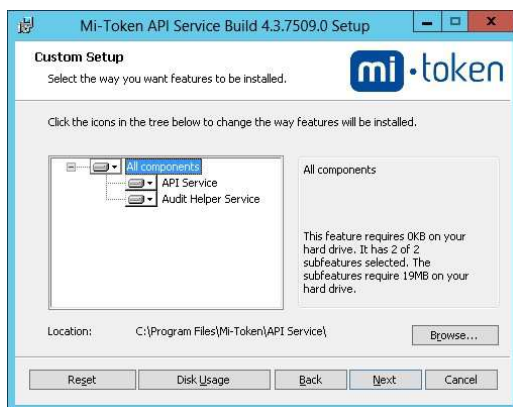 Mi-Token API Service Build 4.3.7509.0 Setup
Custom Setup
Select the way you want features to be installed.
mi·token
Click the icons in the tree below to change the way features will be installed.
All components
API Service
Audit Helper Service
All components
This feature requires 0KB on your
hard drive. It has 2 of 2
subfeatures selected. The
subfeatures require 19MB on your
hard drive.
Location: C:\Program Files\Mi-Token\API Service\
Browse...
Reset Disk Usage Back Next Cancel